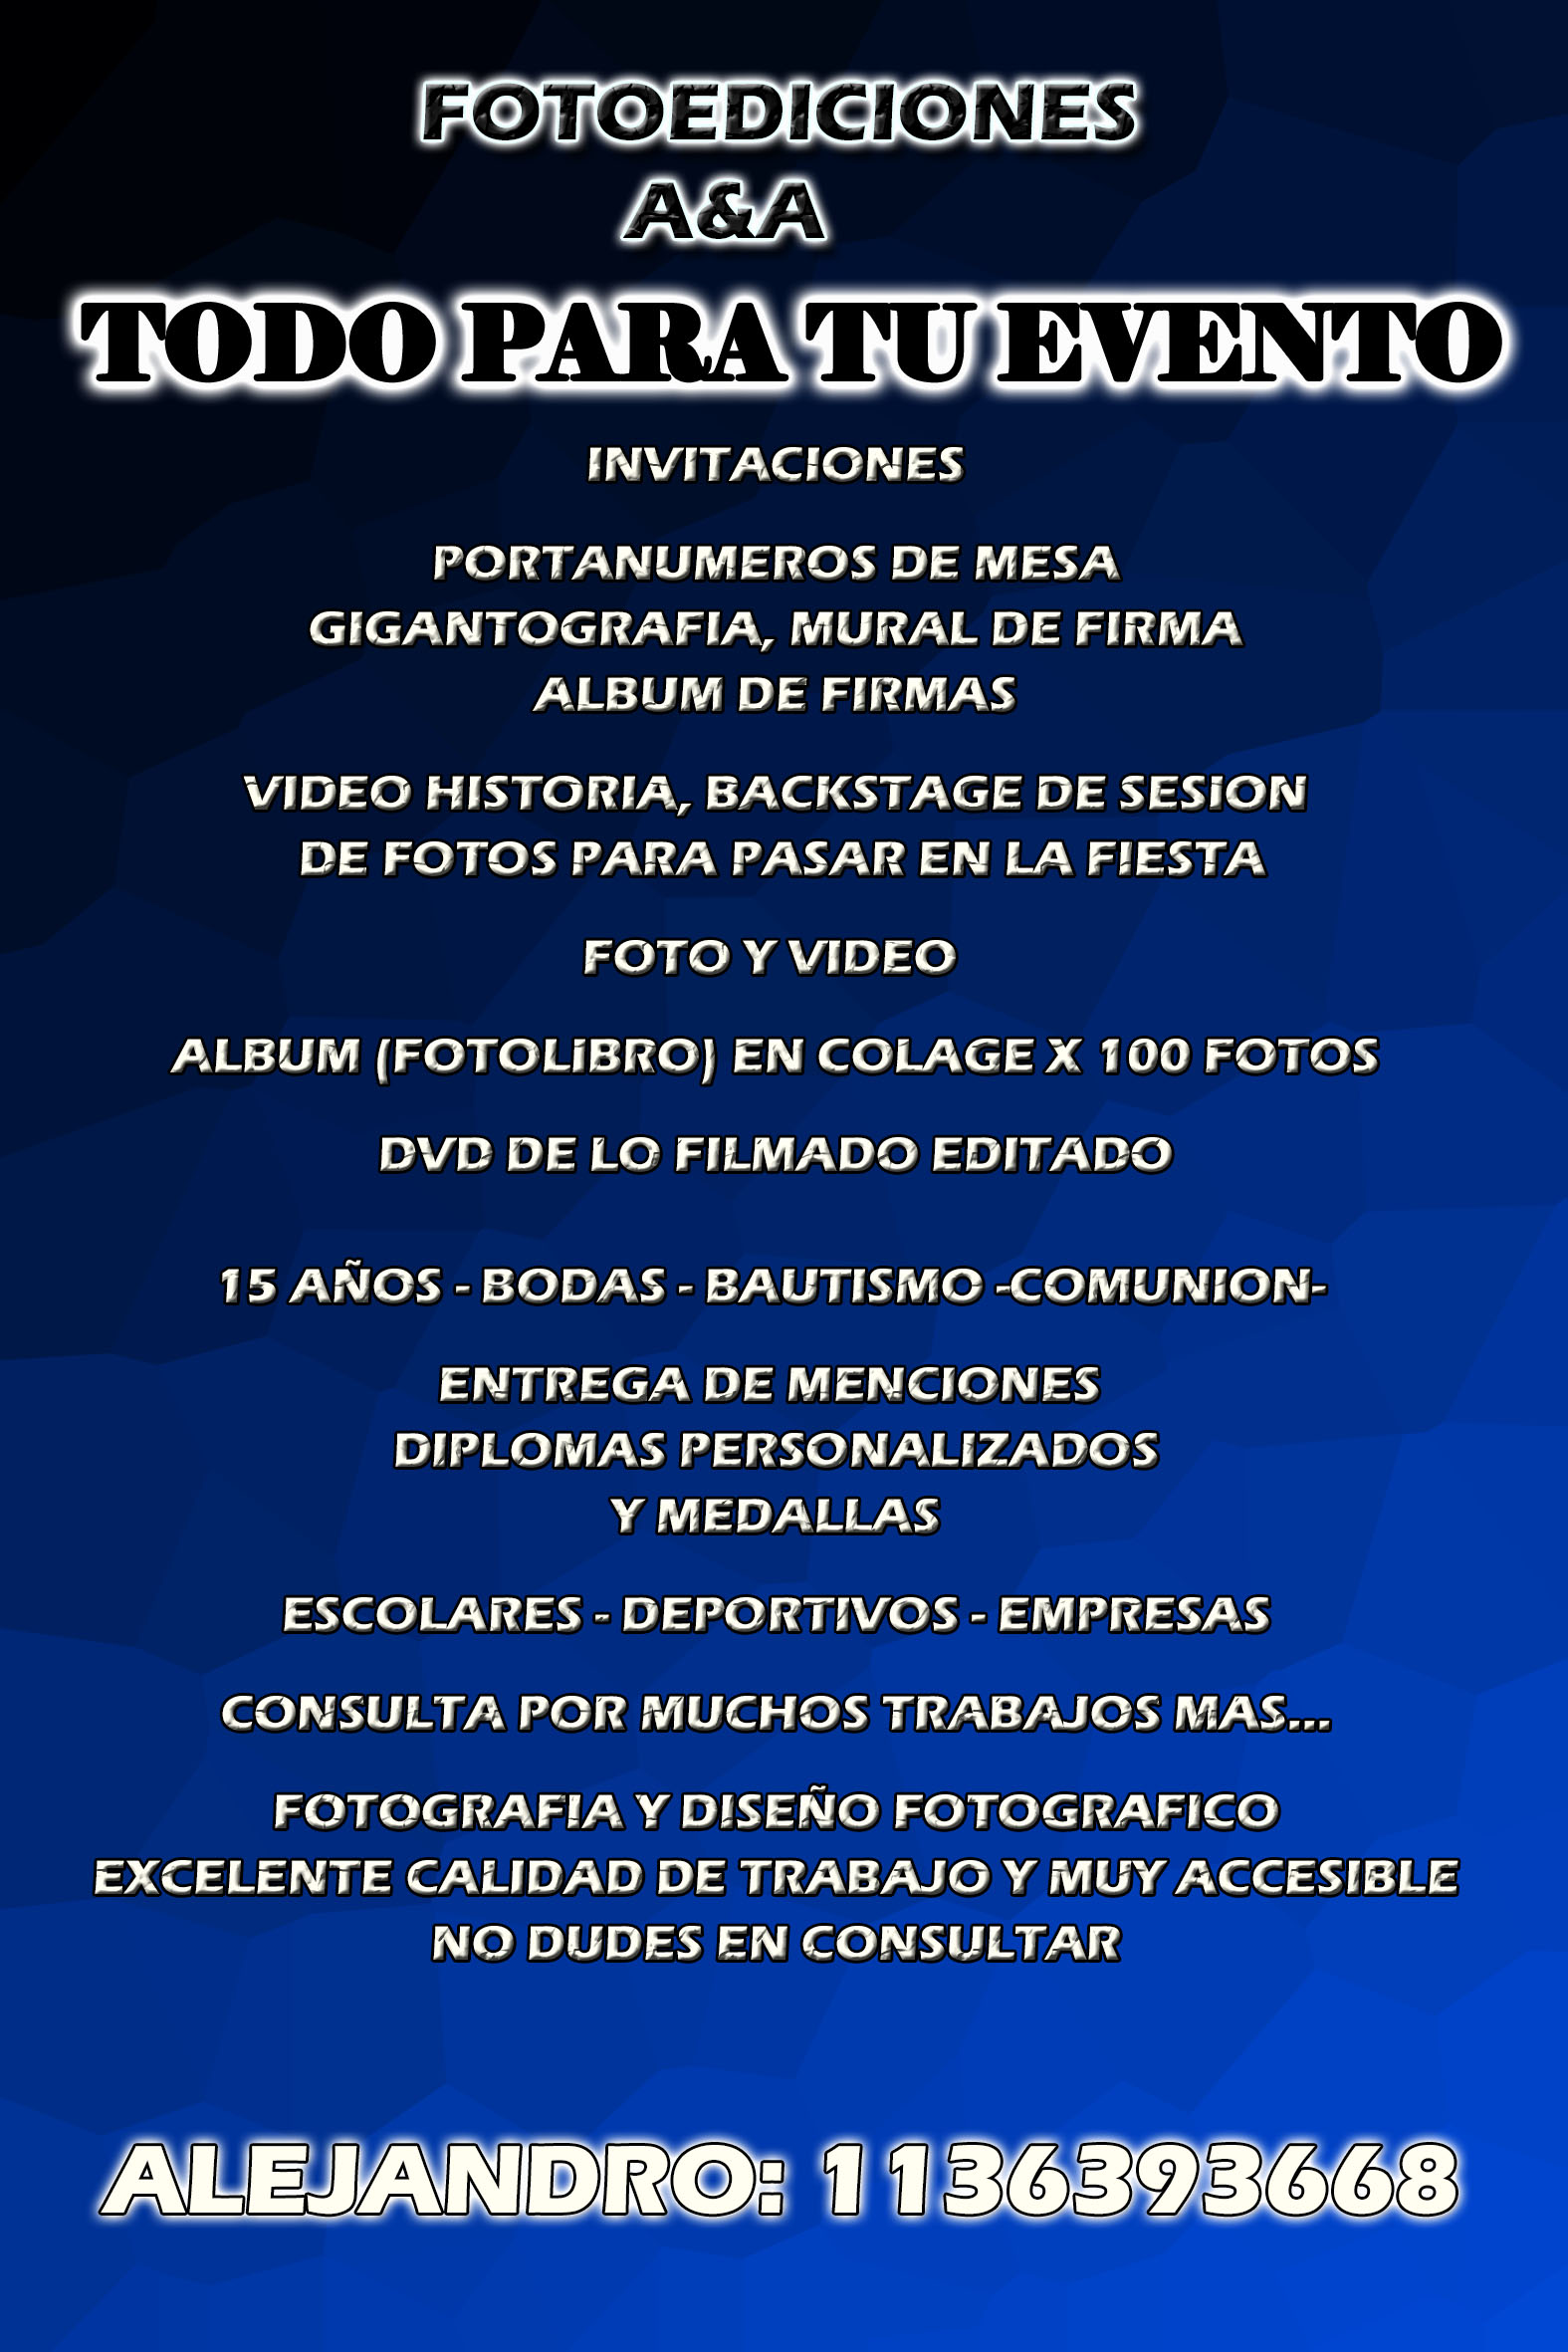 FOTOEDICIONES
A&A
TODO PARA TU EVENTO
INVITACIONES
PORTANUMEROS DE MESA
GIGANTOGRAFIA, MURAL DE FIRMA
ALBUM DE FIRMAS
VIDEO HISTORIA, BACKSTAGE DE SESION
DE FOTOS PARA PASAR EN LA FIESTA
FOTO Y VIDEO
ALBUM (FOTOLIBRO) EN COLAGE X 100 FOTOS
DVD DE LO FILMADO EDITADO
15 AÑOS - BODAS - BAUTISMO -COMUNION-
ENTREGA DE MENCIONES
DIPLOMAS PERSONALIZADOS
Y MEDALLAS
ESCOLARES - DEPORTIVOS - EMPRESAS
CONSULTA POR MUCHOS TRABAJOS MAS...
FOTOGRAFIA Y DISEÑO FOTOGRAFICO
EXCELENTE CALIDAD DE TRABAJO Y MUY ACCESIBLE
NO DUDES EN CONSULTAR
ALEJANDRO: 1136393668